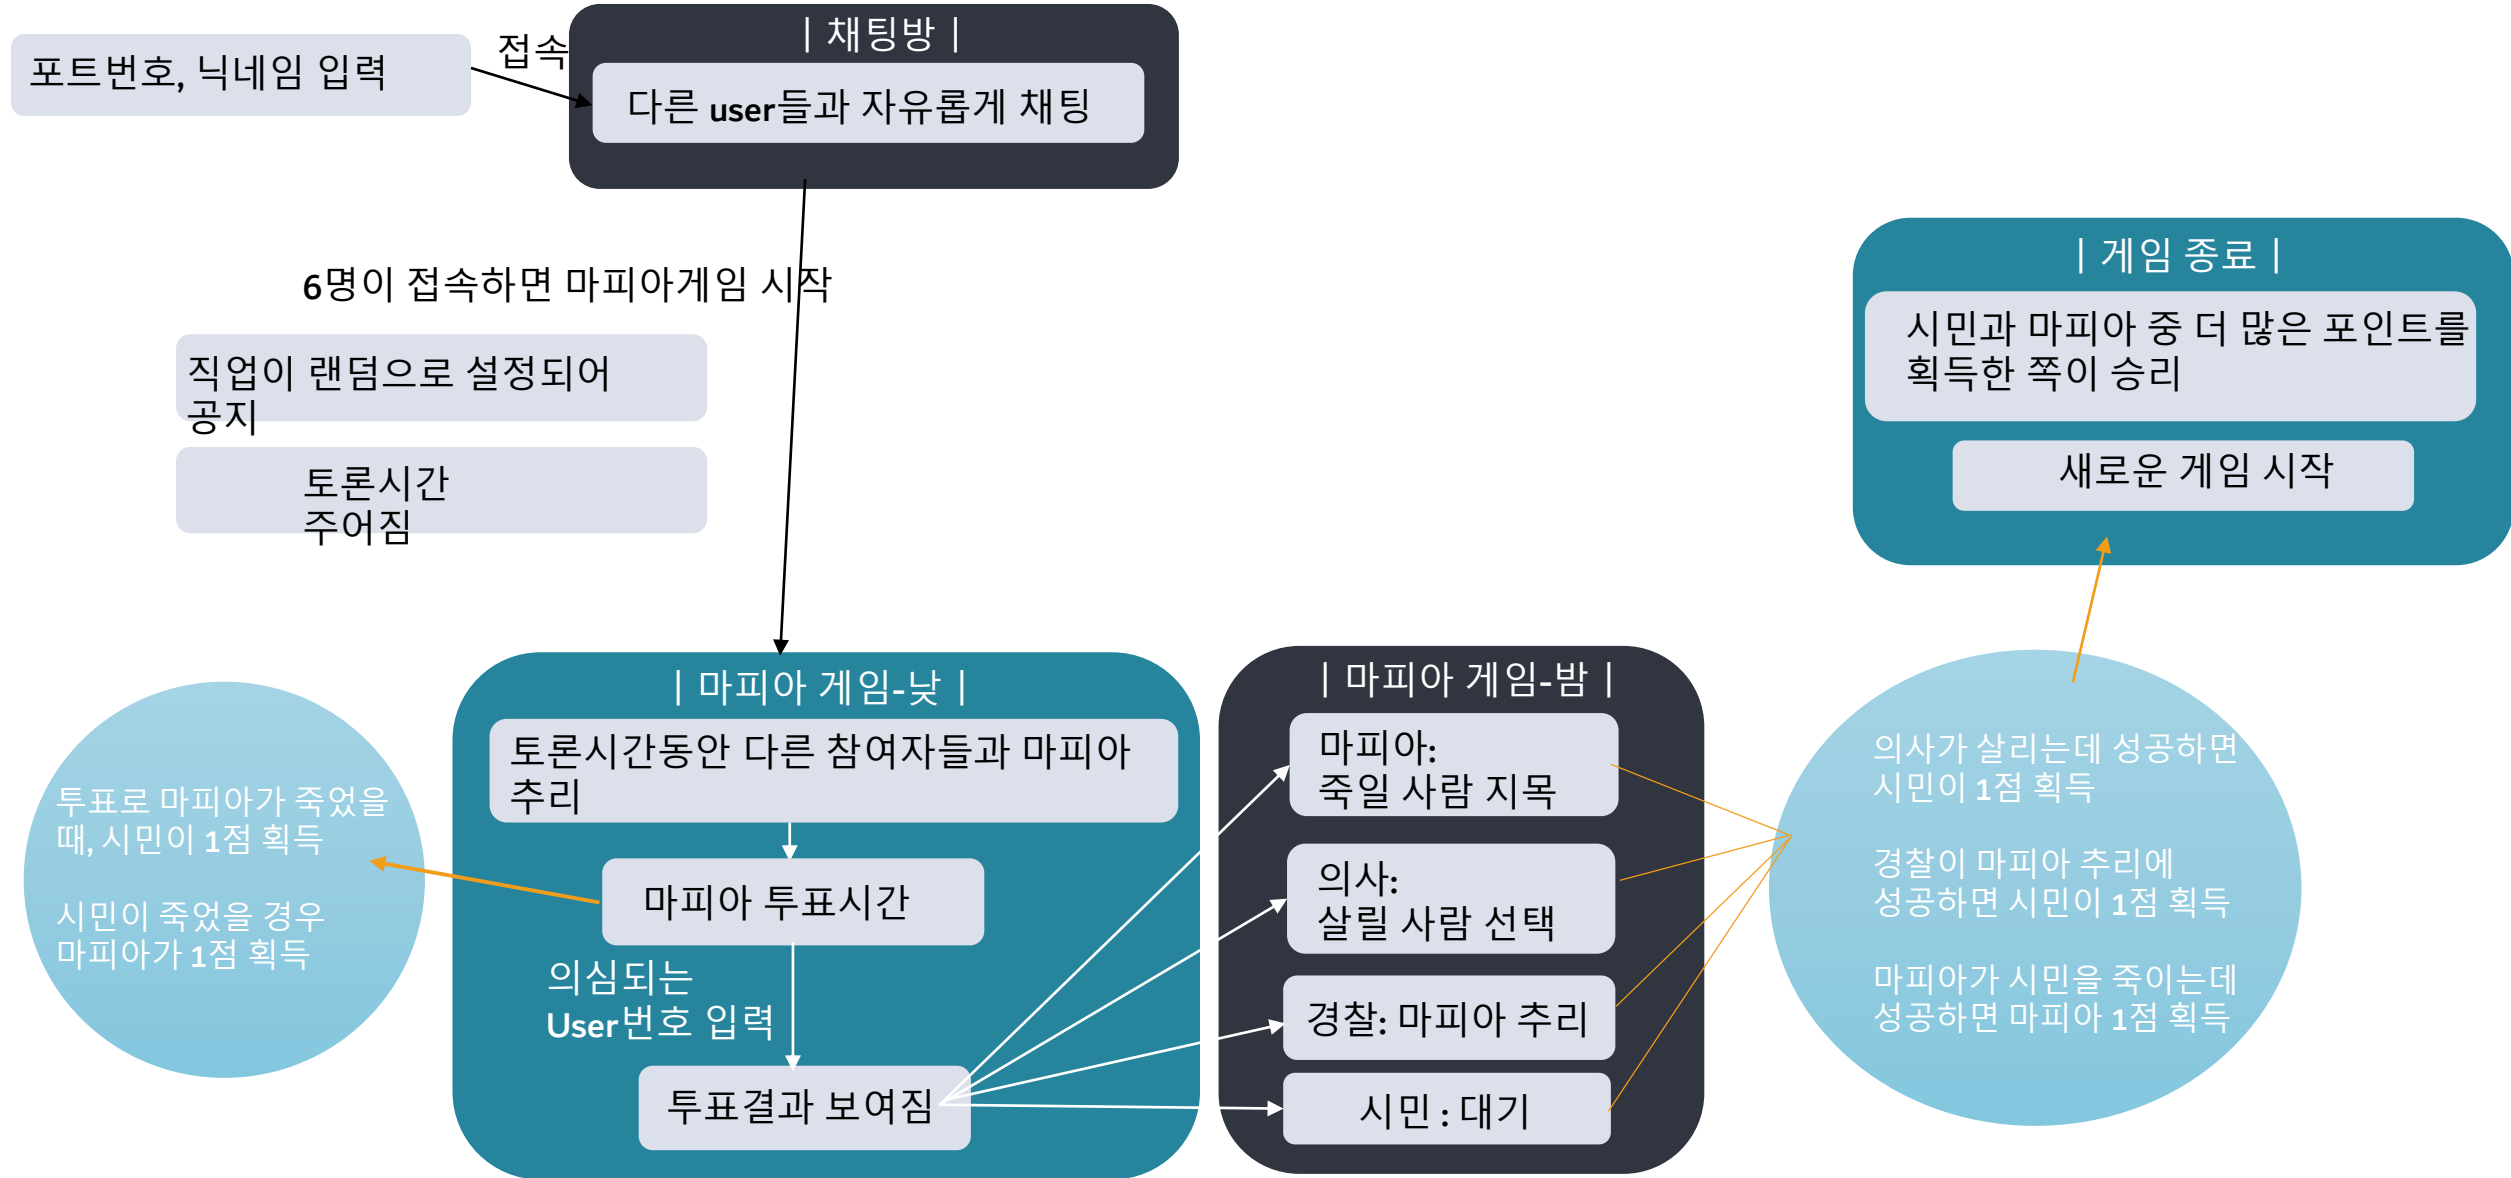 포트번호, 닉네임 입력
접속
| 채팅방 |
다른 user들과 자유롭게 채팅
6명이 접속하면 마피아게임 시작
직업이 랜덤으로 설정되어
공지
토론시간
주어짐
| 마피아 게임-낮 |
토론시간동안 다른 참여자들과 마피아
추리
마피아 투표시간
의심되는
User번호 입력
투표결과 보여짐
투표로 마피아가 죽었을
때, 시민이 1점 획득
시민이 죽었을 경우
마피아가 1점 획득
| 마피아 게임-밤 |
마피아:
죽일 사람 지목
의사:
살릴 사람 선택
경찰: 마피아 추리
시민 : 대기
의사가 살리는데 성공하면
시민이 1점 획득
경찰이 마피아 추리에
성공하면 시민이 1점 획득
마피아가 시민을 죽이는데
성공하면 마피아 1점 획득
| 게임 종료 |
시민과 마피아 중 더 많은 포인트를
획득한 쪽이 승리
새로운 게임 시작